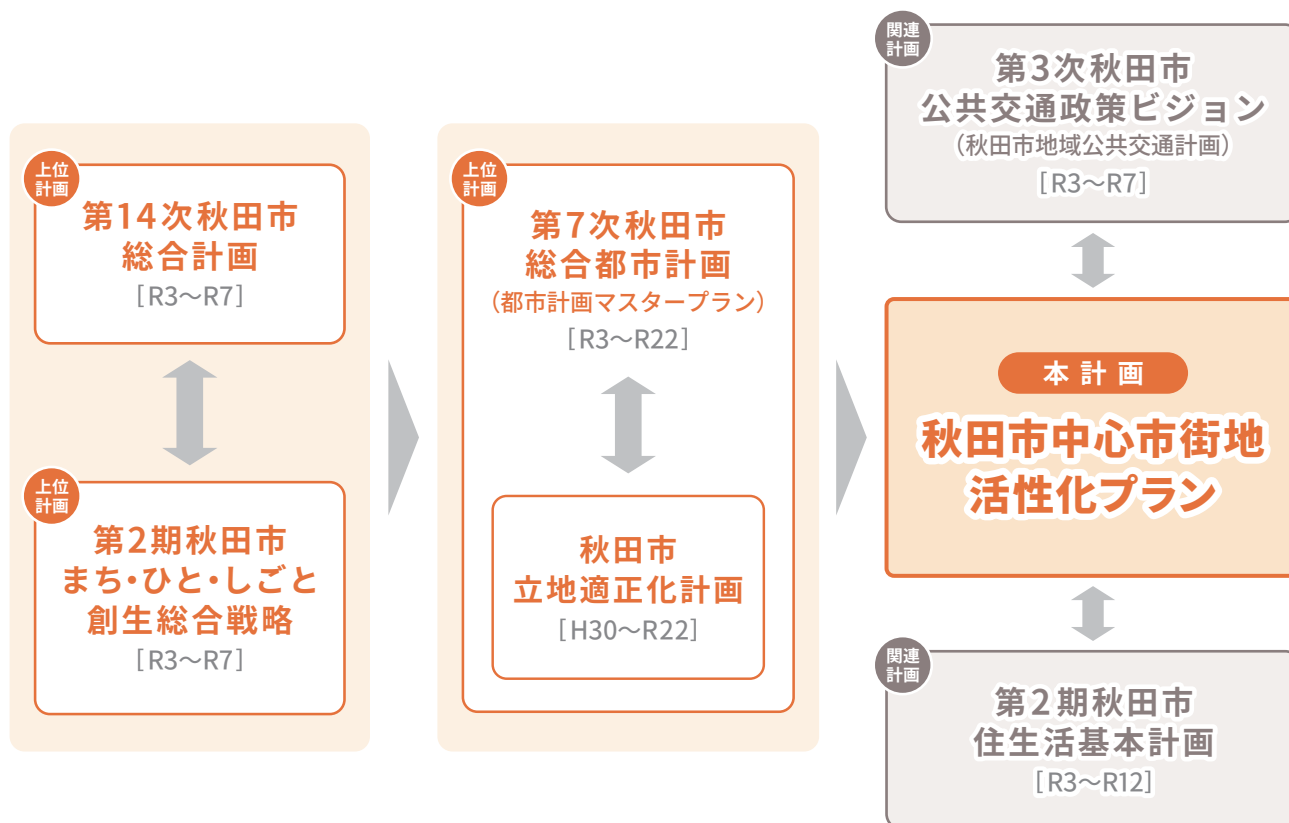 上位
計画
第14次秋田市
総合計画
[R3～R7]
上位
計画
第2期秋田市
まち・ひと・しごと
創生総合戦略
[R3～R7]
上位
計画
第7次秋田市
総合都市計画
（都市計画マスタープラン）
[R3～R22]
秋田市
立地適正化計画
[H30～R22]
関連
計画
第3次秋田市
公共交通政策ビジョン
（秋田市地域公共交通計画）
[R3～R7]
本計画
秋田市中心市街地
活性化プラン
関連
計画
第2期秋田市
住生活基本計画
[R3～R12]